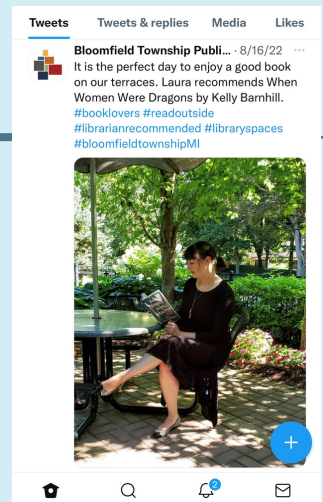 Tweets Tweets & replies Media Likes
Bloomfield Township Publi... · 8/16/22 ···
It is the perfect day to enjoy a good book
on our terraces. Laura recommends When
Women Were Dragons by Kelly Barnhill.
#booklovers #readoutside
#librarianrecommended #libraryspaces
#bloomfieldtownshipMI
+
2